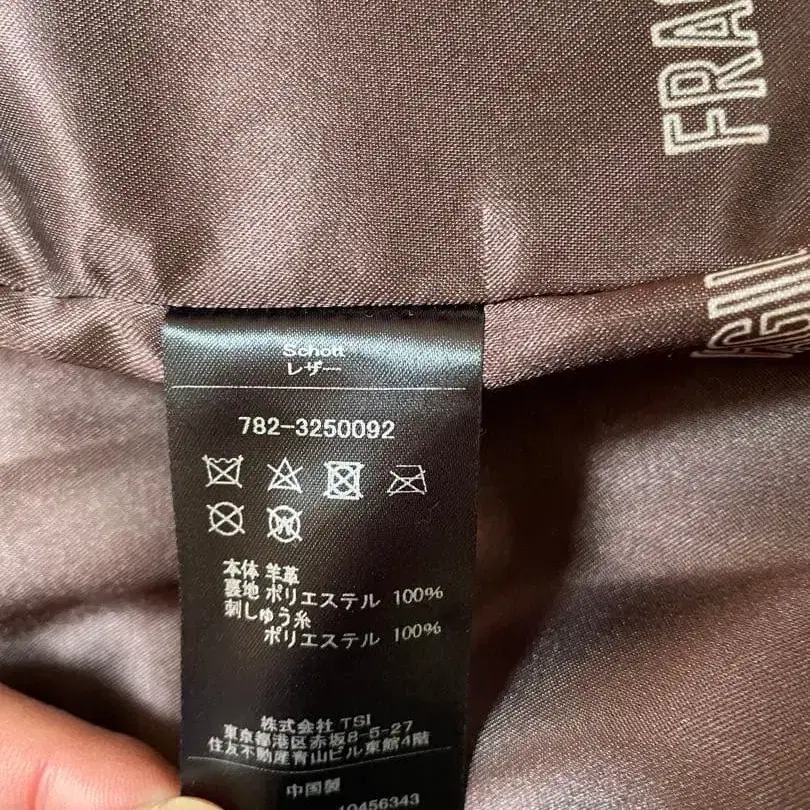 FRA
GIL
Schott
レザー
782-3250092
本体 羊革
裏地 ポリエステル 100%
刺しゅう糸
ポリエステル 100%
株式会社 TSI
東京都港区赤坂8-5-27
住友不動産青山ビル東館4階
中国製
10456343